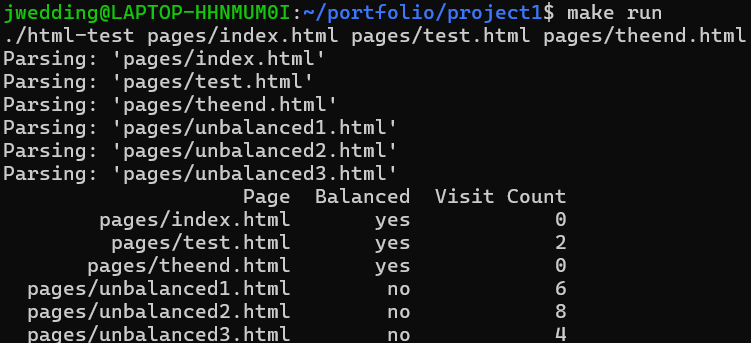 jwedding@LAPTOP-HHNMUM0I:~/portfolio/project1$ make run
./html-test pages/index.html pages/test.html pages/theend.html
Parsing: 'pages/index.html'
Parsing: 'pages/test.html'
Parsing: 'pages/theend.html'
Parsing: 'pages/unbalanced1.html'
Parsing: 'pages/unbalanced2.html'
Parsing: 'pages/unbalanced3.html'
Page Balanced Visit Count
pages/index.html yes 0
pages/test.html yes 2
pages/theend.html yes 0
pages/unbalanced1.html no 6
pages/unbalanced2.html no 8
pages/unbalanced3.html no 4